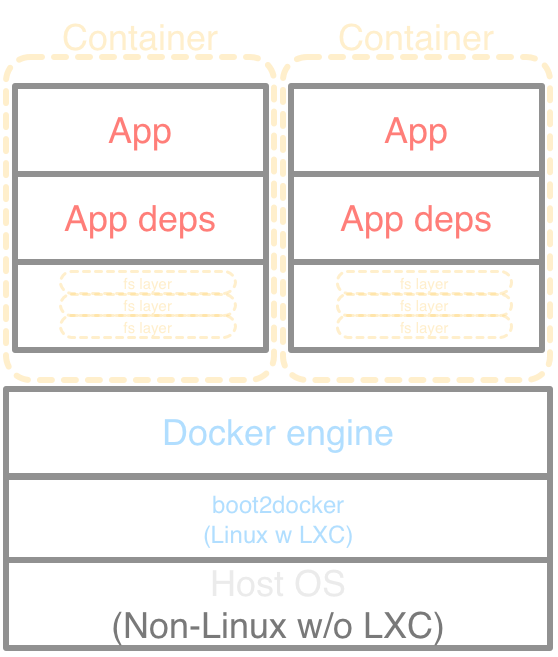 Container
Container
App
App
App deps
App deps
fs layer
fs layer
fs layer
fs layer
fs layer
fs layer
Docker engine
boot2docker
(Linux w LXC)
Host OS
(Non-Linux w/o LXC)